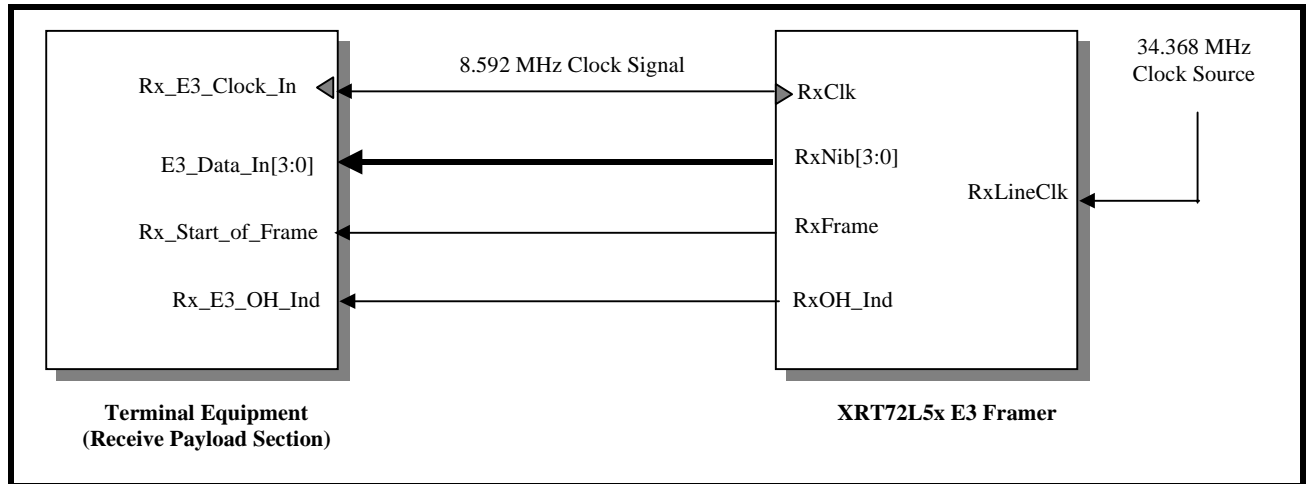 34.368 MHz
Clock Source
8.592 MHz Clock Signal
Rx_E3_Clock_In
RxClk
E3_Data_In[3:0]
RxNib[3:0]
RxLineClk
Rx_Start_of_Frame
RxFrame
Rx_E3_OH_Ind
RxOH_Ind
Terminal Equipment
(Receive Payload Section)
XRT72L5x E3 Framer